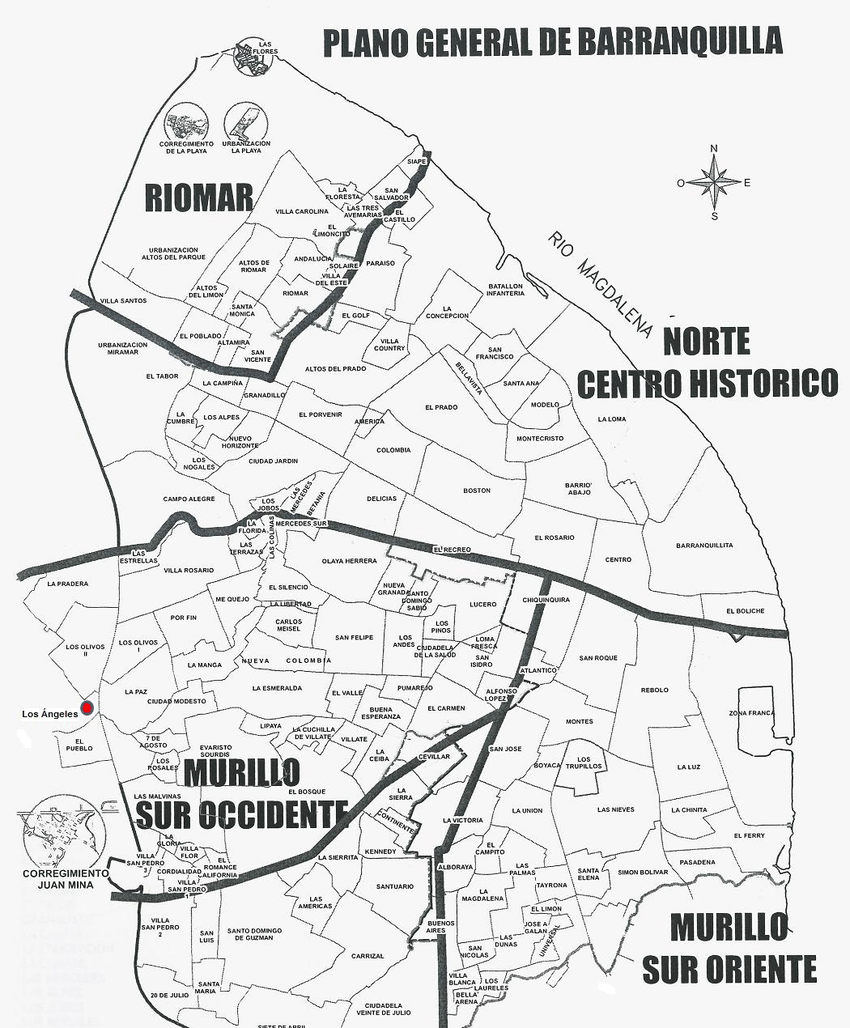 PLANO GENERAL DE BARRANQUILLA
LAS
FLORES
CORREGIMIENTO
DE LA PLAYA
URBANIZACION
LA PLAYA
N
O
E
S
SIAPE
RIOMAR
LA
FLORESTA
SAN
SALVADOR
VILLA CAROLINA
LAS TRES
AVEMARIAS
EL
CASTILLO
EL
LIMONCITO
RIO MAGDALENA
URBANIZACION
ALTOS DEL PARQUE
ALTOS DE
RIOMAR
ANDALUCIA
SOLAIRE
PARAISO
VILLA
DEL ESTE
ALTOS
DEL LIMON
RIOMAR
BATALLON
INFANTERIA
VILLA SANTOS
SANTA
MONICA
EL GOLF
LA
CONCEPCION
NORTE
CENTRO HISTORICO
URBANIZACION
MIRAMAR
EL POBLADO
ALTAMIRA
VILLA
COUNTRY
SAN
VICENTE
SAN
FRANCISCO
EL TABOR
LA CAMPIÑA
ALTOS DEL PRADO
BELLAVISTA
SANTA ANA
GRANADILLO
MODELO
LA
CUMBRE
LOS ALPES
EL PORVENIR
AMERICA
EL PRADO
LA LOMA
NUEVO
HORIZONTE
MONTECRISTO
LOS
NOGALES
CIUDAD JARDIN
COLOMBIA
CAMPO ALEGRE
LOS
JOBOS
LAS
MERCEDES
BETANIA
DELICIAS
BOSTON
BARRIO
ABAJO
LA
FLORIDA
MERCEDES SUR
LAS COLINAS
LAS
TERRAZAS
EL RECREO
EL ROSARIO
CENTRO
BARRANQUILLITA
LAS
ESTRELLAS
VILLA ROSARIO
OLAYA HERRERA
LA PRADERA
EL SILENCIO
ME QUEJO
LA LIBERTAD
NUEVA
GRANADA
SANTO
DOMINGO
SABIO
LUCERO
CHIQUINQUIRA
EL BOLICHE
POR FIN
CARLOS
MEISEL
SAN FELIPE
LOS
ANDES
LOS
PINOS
CIUDADELA
DE LA SALUD
LOMA
FRESCA
SAN
ISIDRO
LOS OLIVOS
II
LOS OLIVOS
I
LA MANGA
NUEVA COLOMBIA
SAN ROQUE
ATLANTICO
LA PAZ
CIUDAD MODESTO
LA ESMERALDA
EL VALLE
PUMAREJO
ALFONSO
LOPEZ
REBOLO
Los Ángeles
BUENA
ESPERANZA
EL CARMEN
MONTES
ZONA FRANCA
EL
PUEBLO
7 DE
AGOSTO
LIPAYA
LA CUCHILLA
DE VILLATE
VILLATE
LOS
ROSALES
EVARISTO
SOURDIS
LA
CEIBA
CEVILLAR
SAN JOSE
BOYACA
LOS
TRUPILLOS
LA LUZ
MURILLO
SUR OCCIDENTE
LAS MALVINAS
EL BOSQUE
LA
SIERRA
CONTINENTE
LA VICTORIA
LA UNION
LAS NIEVES
LA CHINITA
CORREGIMIENTO
JUAN MINA
LA
GLORIA
VILLA
FLOR
VILLA
SAN PEDRO
3
CORDIALIDAD
EL
ROMANCE
CALIFORNIA
VILLA
SAN PEDRO
1
LA SIERRITA
KENNEDY
ALBORAYA
EL
CAMPITO
LAS
PALMAS
EL FERRY
PASADENA
SANTA
ELENA
SIMON BOLIVAR
TAYRONA
SANTUARIO
LA
MAGDALENA
LAS
AMERICAS
EL LIMON
MURILLO
SUR ORIENTE
VILLA
SAN PEDRO
2
SAN
LUIS
SANTO DOMINGO
DE GUZMAN
BUENOS
AIRES
JOSE A
GALAN
UNIVERSAL
LAS
DUNAS
SAN
NICOLAS
CARRIZAL
20 DE JULIO
SANTA
MARIA
VILLA
BLANCA
LOS
LAURELES
BELLA
ARENA
CIUDADELA
VEINTE DE JULIO
SIETE DE ABRIL